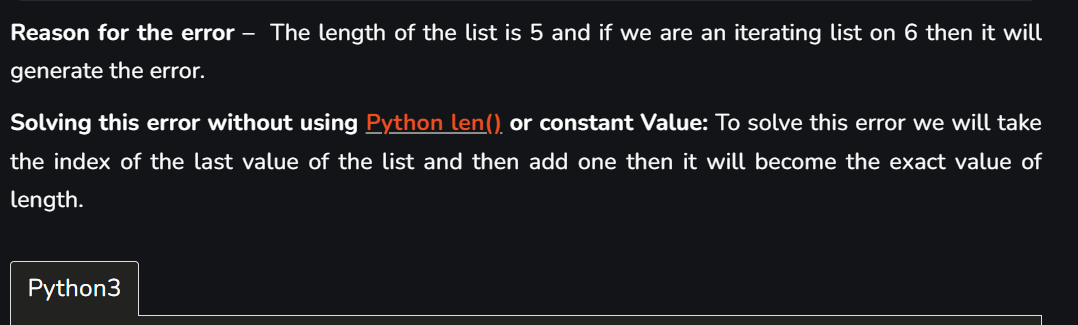 Reason for the error – The length of the list is 5 and if we are an iterating list on 6 then it will
generate the error.
Solving this error without using Python len() or constant Value: To solve this error we will take
the index of the last value of the list and then add one then it will become the exact value of
length.
Python3